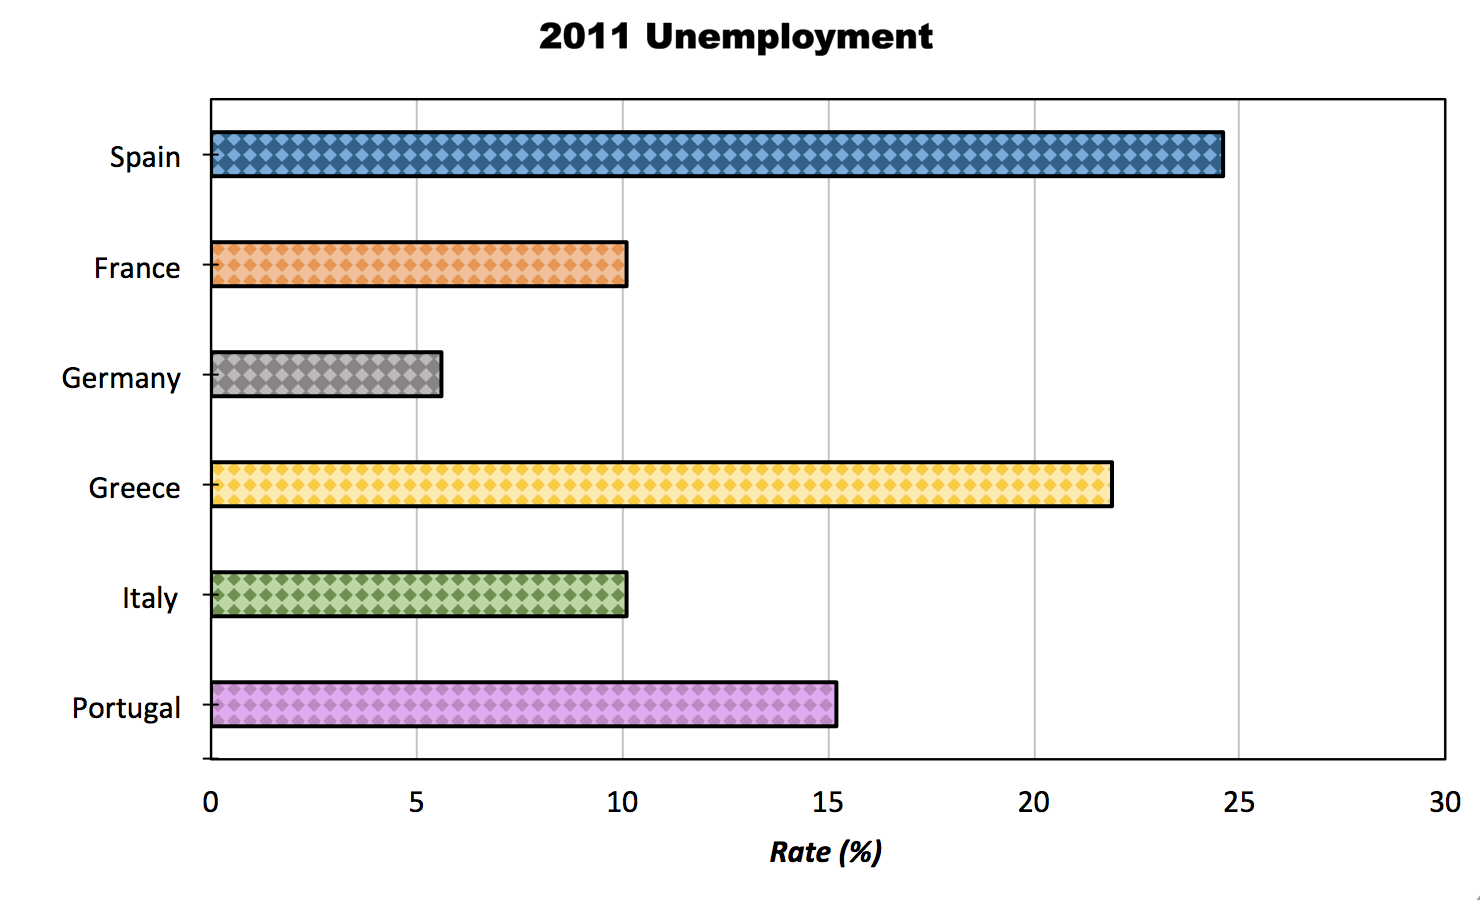 2011 Unemployment
Spain
France
Germany
Greece
Italy
Portugal
0 5 10 15 20 25 30
Rate (%)